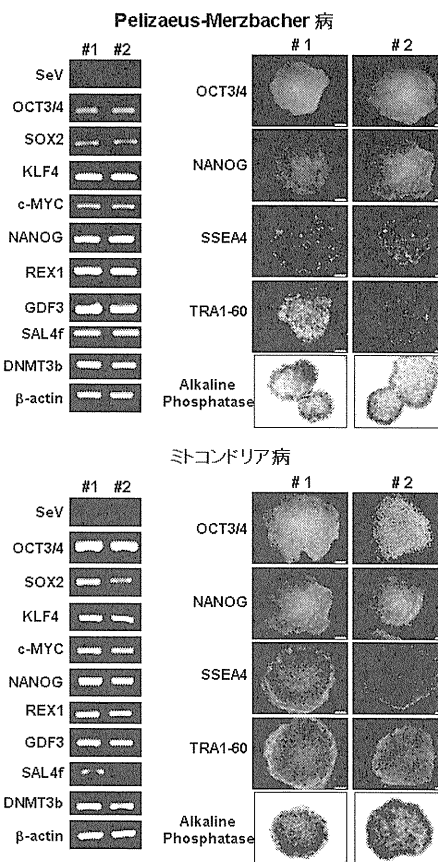 Pelizaeus-Merzbacher 病
#1 #2
SeV
OCT3/4
SOX2
KLF4
c-MYC
NANOG
REX1
GDF3
SAL4f
DNMT3b
β-actin
# 1 # 2
OCT3/4
NANOG
SSEA4
TRA1-60
Alkaline
Phosphatase
ミトコンドリア病
#1 #2
SeV
OCT3/4
SOX2
KLF4
c-MYC
NANOG
REX1
GDF3
SAL4f
DNMT3b
β-actin
# 1 # 2
OCT3/4
NANOG
SSEA4
TRA1-60
Alkaline
Phosphatase